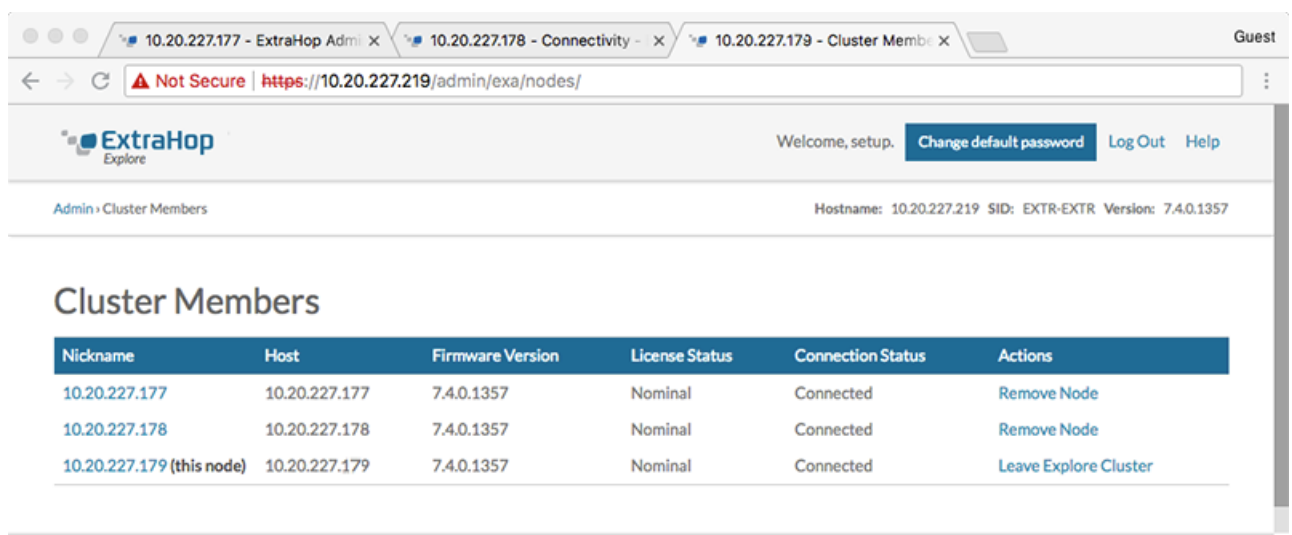 10.20.227.177 - ExtraHop Admi 10.20.227.178 - Connectivity - 10.20.227.179 - Cluster Membe Guest
Not Secure | https://10.20.227.219/admin/exa/nodes/
ExtraHop Welcome, setup. Change default password Log Out Help
Explore
Admin › Cluster Members Hostname: 10.20.227.219 SID: EXTR-EXTR Version: 7.4.0.1357
Cluster Members
Nickname Host Firmware Version License Status Connection Status Actions
10.20.227.177 10.20.227.177 7.4.0.1357 Nominal Connected Remove Node
10.20.227.178 10.20.227.178 7.4.0.1357 Nominal Connected Remove Node
10.20.227.179 (this node) 10.20.227.179 7.4.0.1357 Nominal Connected Leave Explore Cluster